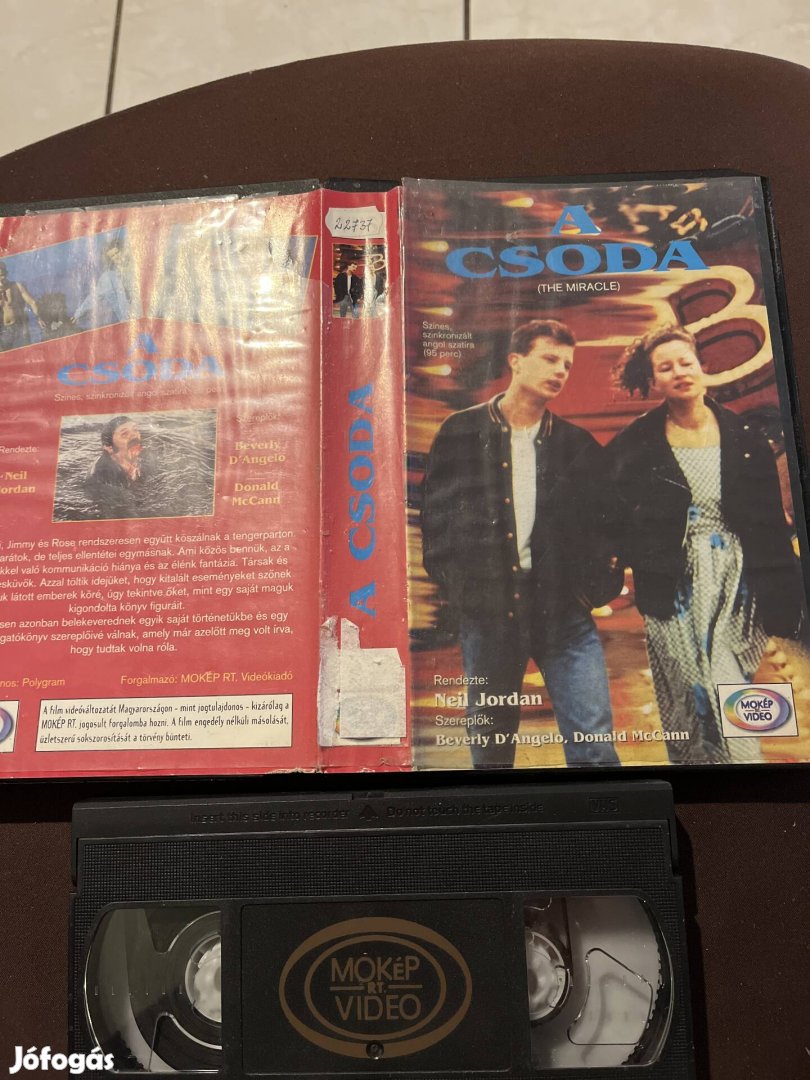 A
CSODA
Színes, szinkronizált angol szatíra
Rendezte:
Neil
Jordan
Szereplők:
Beverly
D'Angelo
Donald
McCann
Jimmy és Rose rendszeresen együtt kószálnak a tengerparton
de teljes ellentétei egymásnak. Ami közös bennük, az a
való kommunikáció hiánya és az élénk fantázia. Társak és
Azzal töltik idejüket, hogy kitalált eseményeket szőnek
látott emberek köré, úgy tekintve őket, mint egy saját maguk
kigondolta könyv figuráit.
azonban belekeverednek egyik saját történetükbe és egy
szereplőivé válnak, amely már azelőtt meg volt írva,
hogy tudtak volna róla.
Polygram
Forgalmazó: MOKÉP RT. Videókiadó
A film videóváltozatát Magyarországon - mint jogtulajdonos - kizárólag a
MOKÉP RT. jogosult forgalomba hozni. A film engedély nélküli másolását,
üzletszerű sokszorosítását a törvény bünteti.
22737
A CSODA
A
CSODA
(THE MIRACLE)
Színes,
szinkronizált
angol szatíra
(95 perc)
B
Rendezte:
Neil Jordan
Szereplők:
Beverly D'Angelo, Donald McCann
MOKÉP
VIDEO
Insert this side into recorder
Do not touch the tape inside
VHS
MOKÉP
RT.
VIDEO
Jófogás